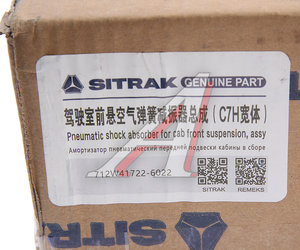 SITRAK GENUINE PART
驾驶室前悬空气弹簧减振器总成(C7H宽体)
Pneumatic shock absorber for cab front suspension, assy
Амортизатор пневматический передней подвески кабины в сборе
712W41722-6022
SITRAK REMEKS